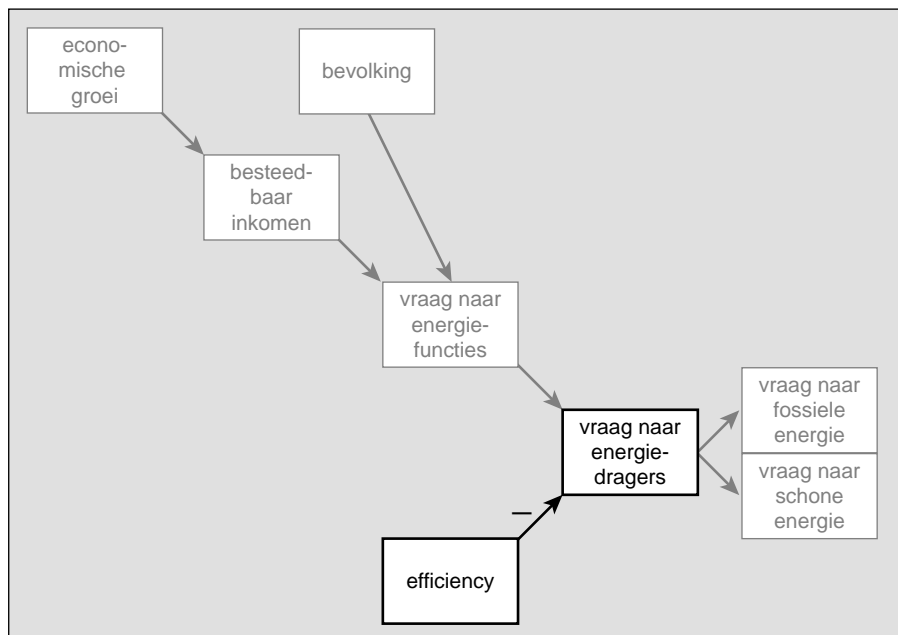 econo-
mische
groei
bevolking
besteed-
baar
inkomen
vraag naar
energie-
functies
vraag naar
energie-
dragers
vraag naar
fossiele
energie
vraag naar
schone
energie
–
efficiency